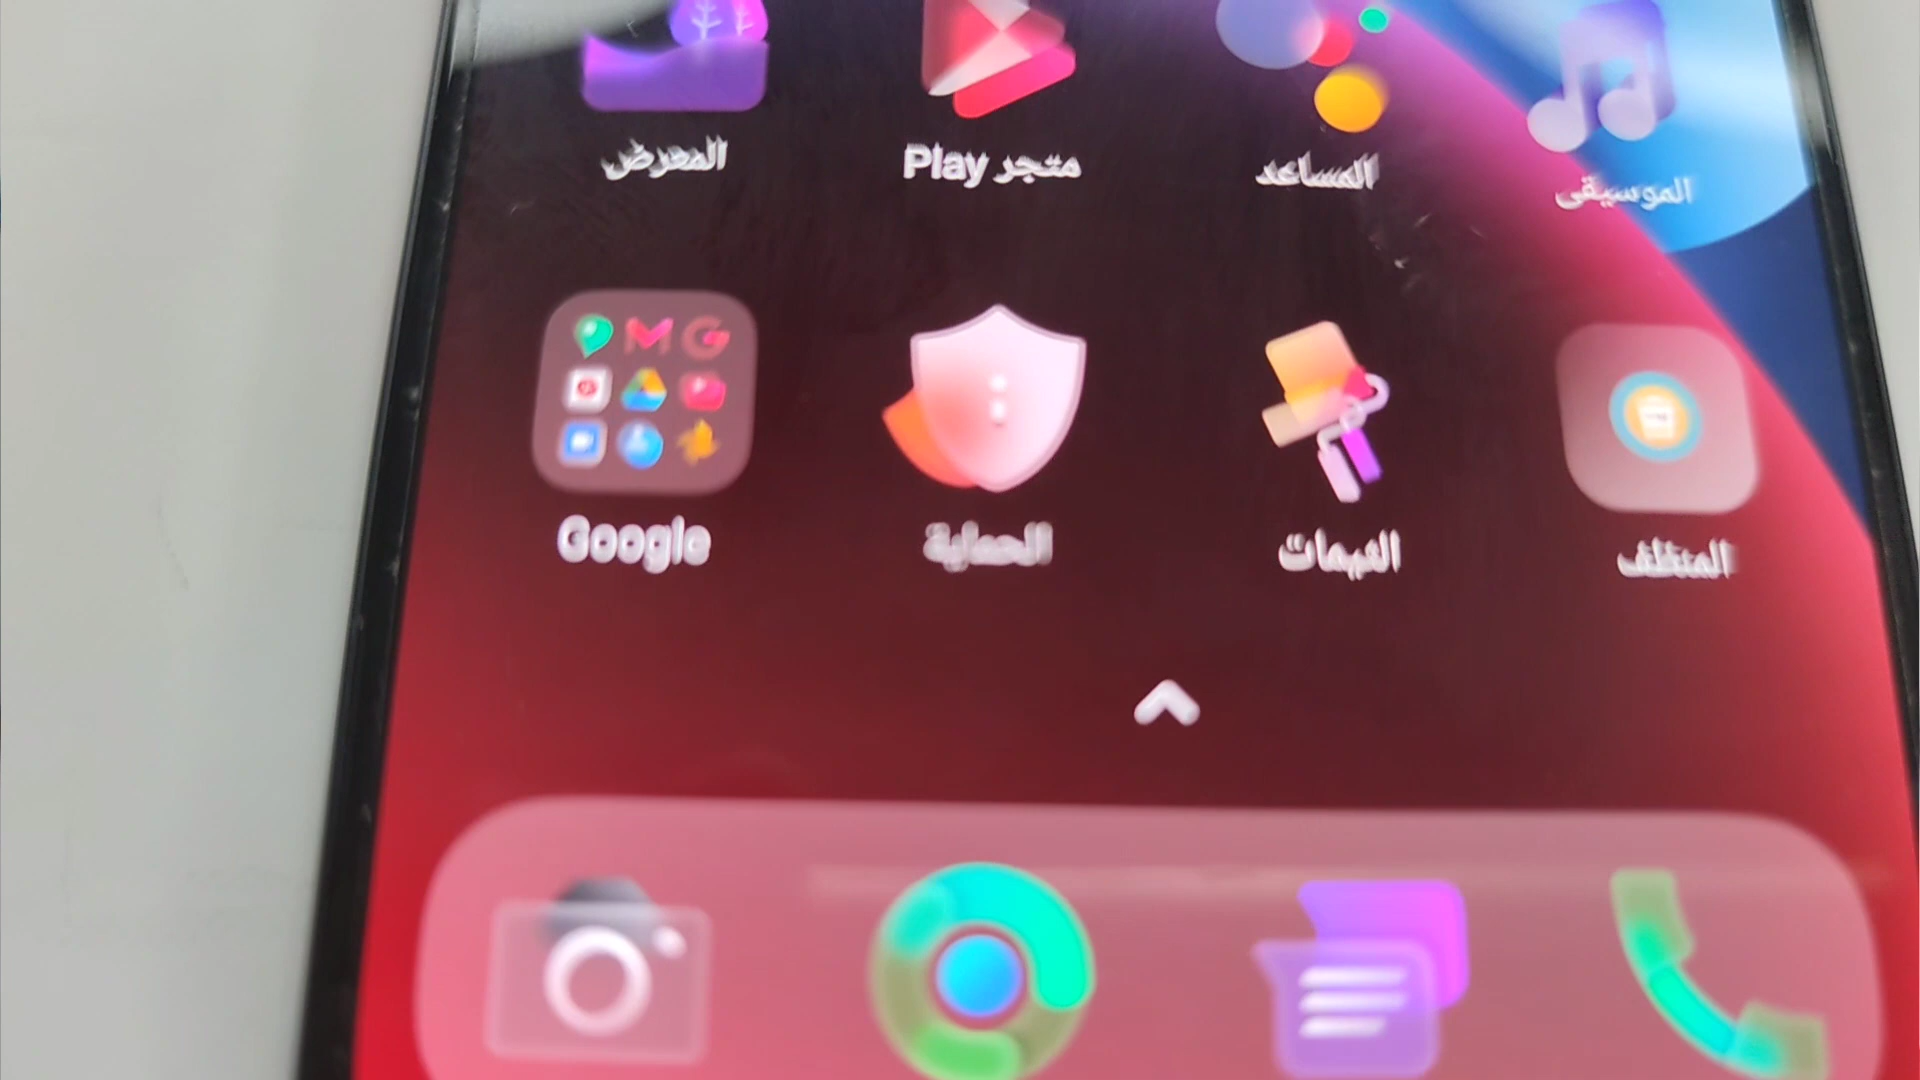 الموسيقى
المساعد
متجر Play
المعرض
المنظف
الثيمات
الحماية
Google